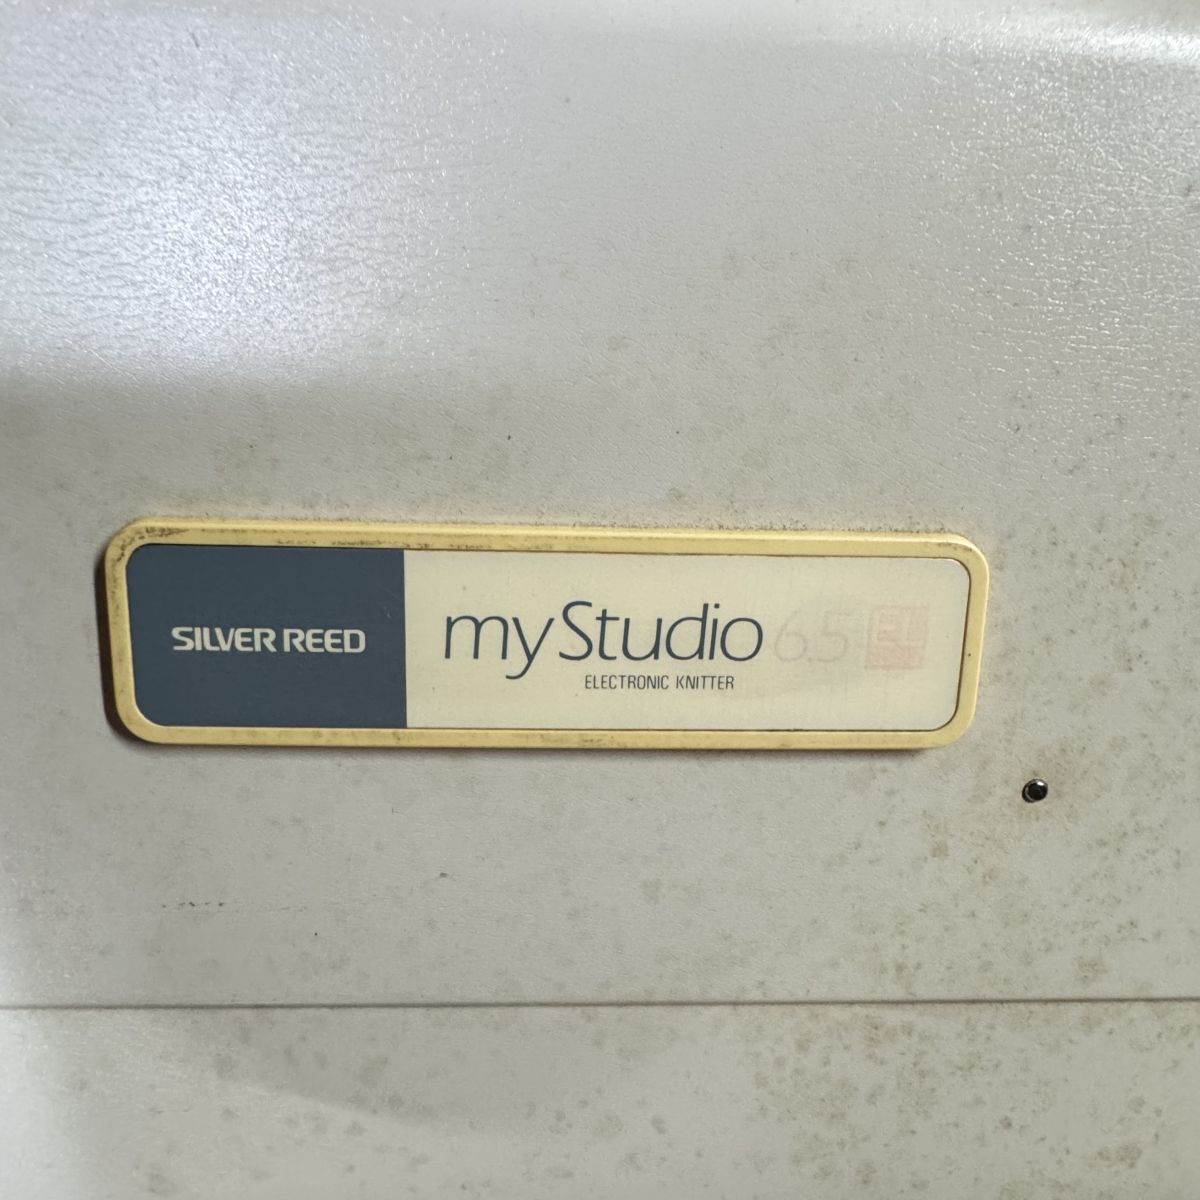 SILVER REED
myStudio 6.5
ELECTRONIC KNITTER